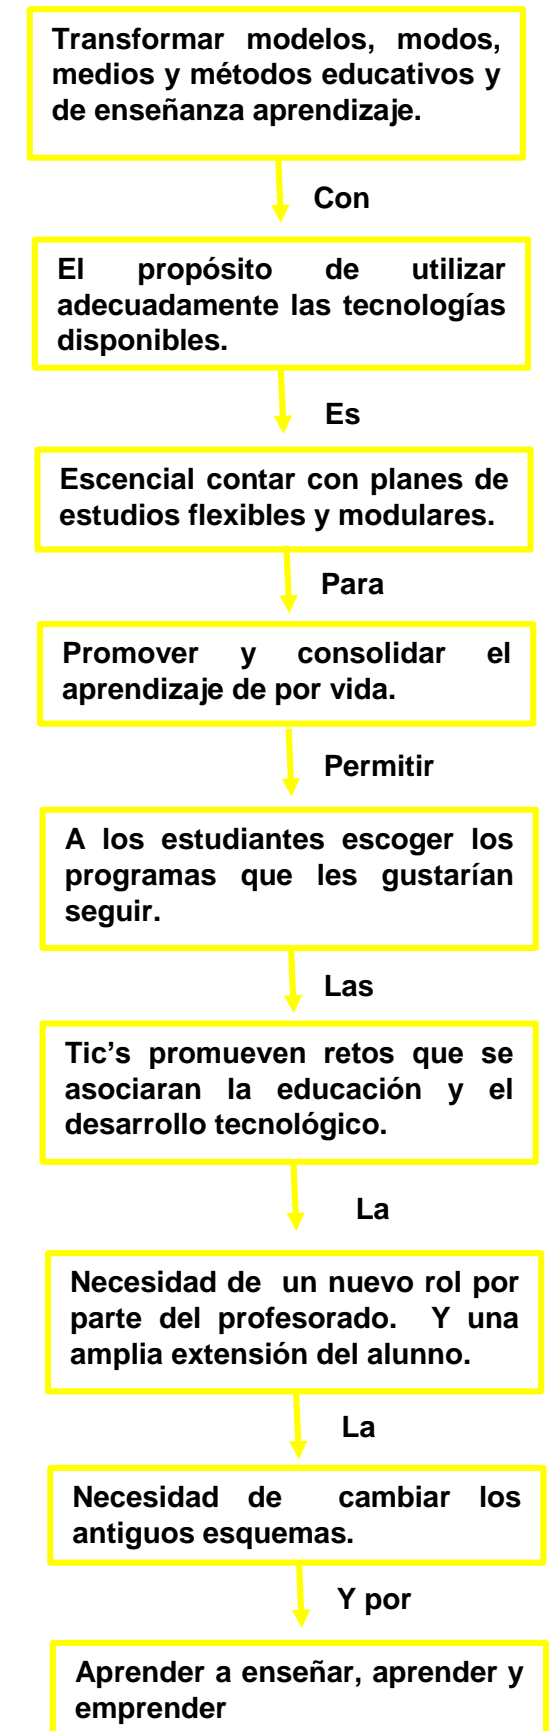 Transformar modelos, modos,
medios y métodos educativos y
de enseñanza aprendizaje.
Con
El propósito de utilizar
adecuadamente las tecnologías
disponibles.
Es
Escencial contar con planes de
estudios flexibles y modulares.
Para
Promover y consolidar el
aprendizaje de por vida.
Permitir
A los estudiantes escoger los
programas que les gustarían
seguir.
Las
Tic’s promueven retos que se
asociaran la educación y el
desarrollo tecnológico.
La
Necesidad de un nuevo rol por
parte del profesorado. Y una
amplia extensión del alunno.
La
Necesidad de cambiar los
antiguos esquemas.
Y por
Aprender a enseñar, aprender y
emprender